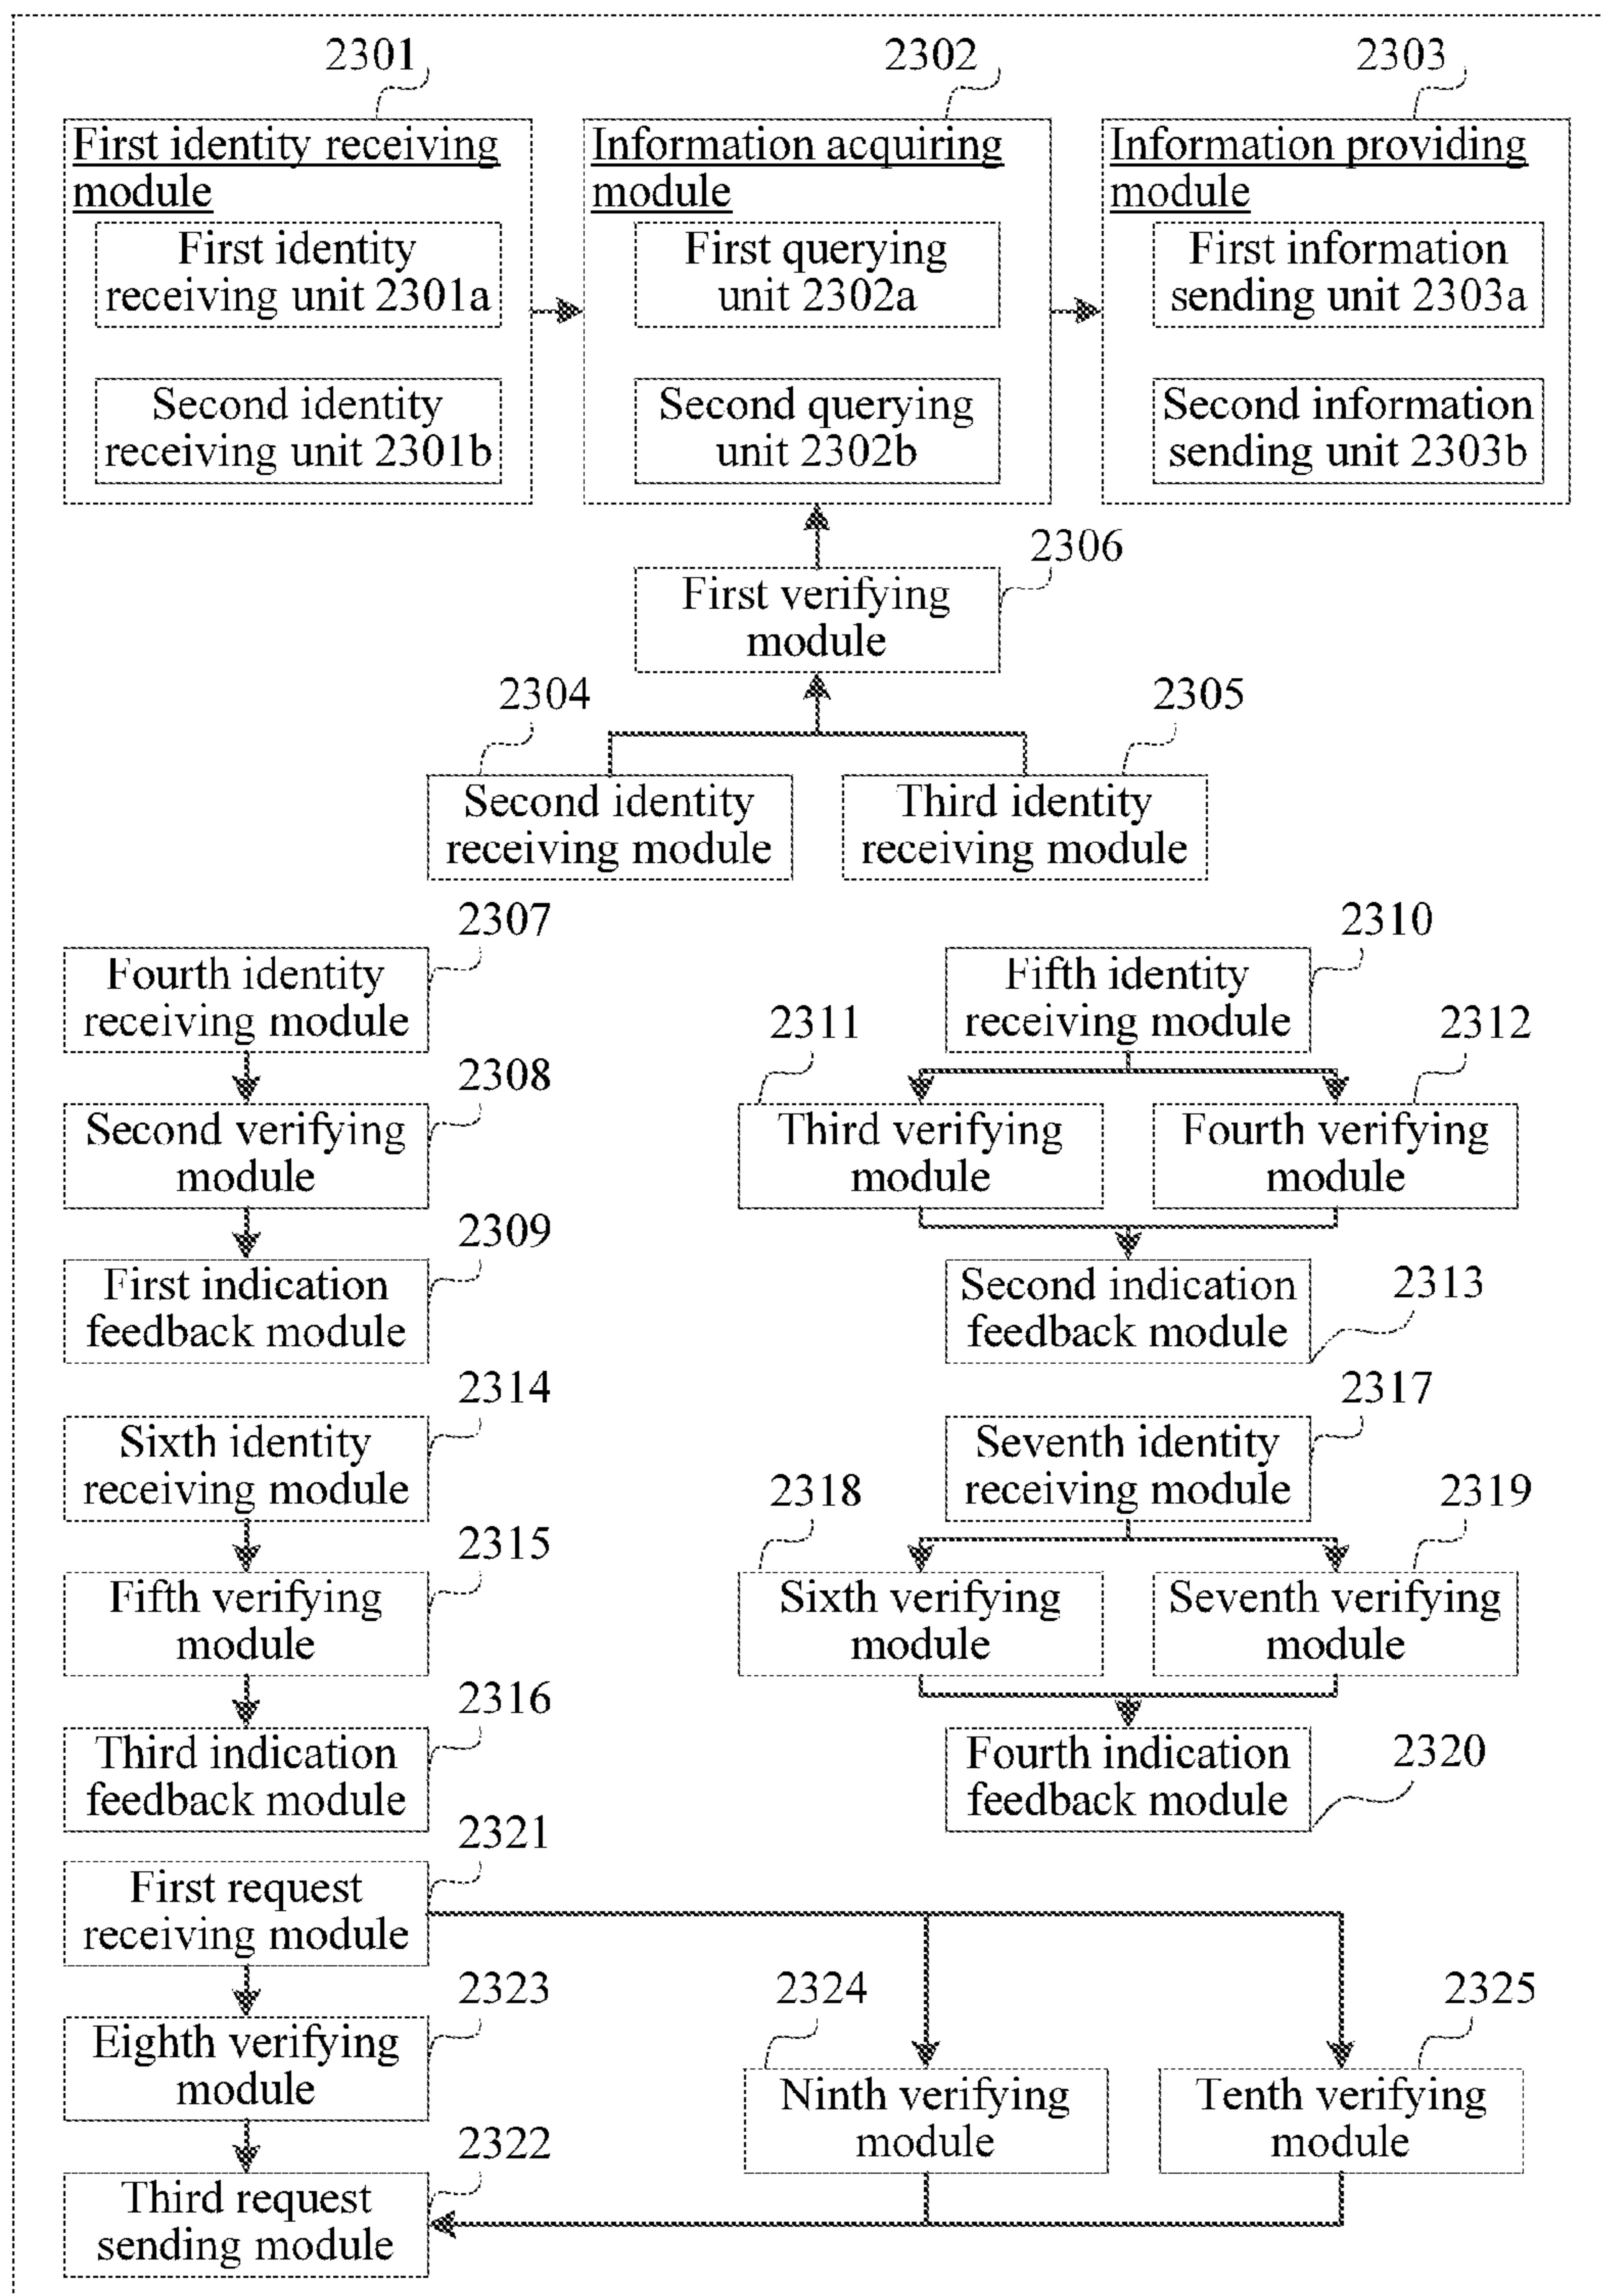 2301
2302
2303
First identity receiving
module
Information acquiring
module
Information providing
module
First identity
receiving unit 2301a
First querying
unit 2302a
First information
sending unit 2303a
Second identity
receiving unit 2301b
Second querying
unit 2302b
Second information
sending unit 2303b
2306
First verifying
module
2304
2305
Second identity
receiving module
Third identity
receiving module
2307
2310
Fourth identity
receiving module
Fifth identity
receiving module
2311
2312
2308
Second verifying
module
Third verifying
module
Fourth verifying
module
2309
First indication
feedback module
Second indication
feedback module
2313
2314
2317
Sixth identity
receiving module
Seventh identity
receiving module
2318
2319
2315
Fifth verifying
module
Sixth verifying
module
Seventh verifying
module
2316
Third indication
feedback module
Fourth indication
feedback module
2320
2321
First request
receiving module
2323
2324
2325
Eighth verifying
module
Ninth verifying
module
Tenth verifying
module
2322
Third request
sending module